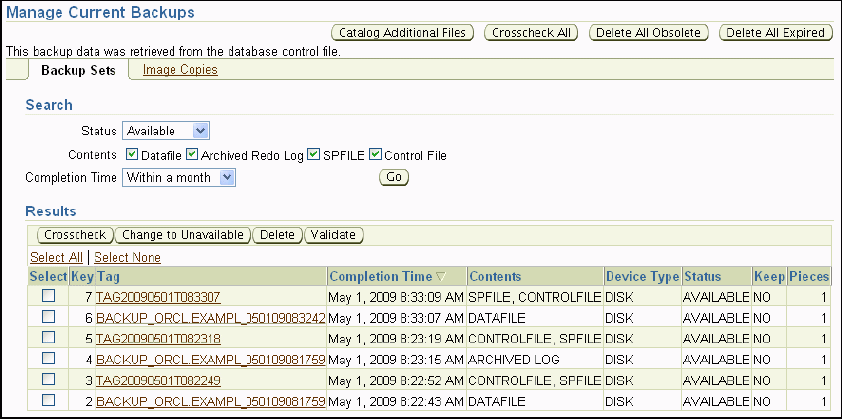 Manage Current Backups
Catalog Additional Files Crosscheck All Delete All Obsolete Delete All Expired
This backup data was retrieved from the database control file.
Backup Sets Image Copies
Search
Status Available
Contents Datafile Archived Redo Log SPFILE Control File
Completion Time Within a month Go
Results
Crosscheck Change to Unavailable Delete Validate
Select All | Select None
Select Key Tag Completion Time Contents Device Type Status Keep Pieces
7 TAG20090501T083307 May 1, 2009 8:33:09 AM SPFILE, CONTROLFILE DISK AVAILABLE NO 1
6 BACKUP_ORCL.EXAMPL_050109083242 May 1, 2009 8:33:07 AM DATAFILE DISK AVAILABLE NO 1
5 TAG20090501T082318 May 1, 2009 8:23:19 AM CONTROLFILE, SPFILE DISK AVAILABLE NO 1
4 BACKUP_ORCL.EXAMPL_050109081759 May 1, 2009 8:23:15 AM ARCHIVED LOG DISK AVAILABLE NO 1
3 TAG20090501T082249 May 1, 2009 8:22:52 AM CONTROLFILE, SPFILE DISK AVAILABLE NO 1
2 BACKUP_ORCL.EXAMPL_050109081759 May 1, 2009 8:22:43 AM DATAFILE DISK AVAILABLE NO 1